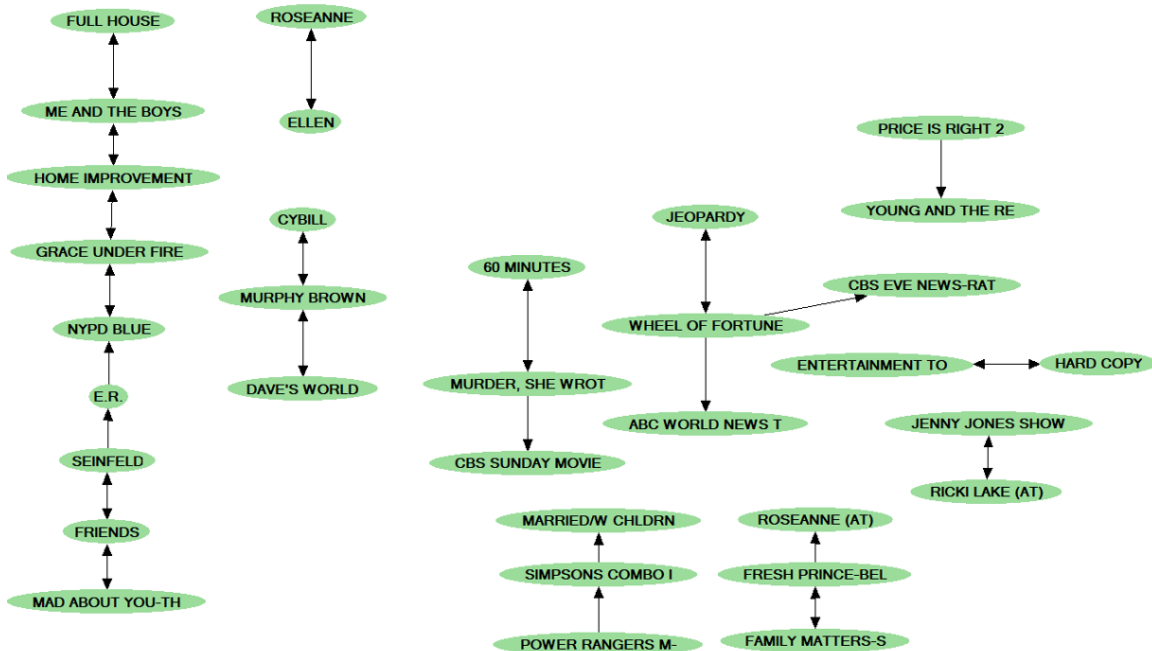 FULL HOUSE
ME AND THE BOYS
HOME IMPROVEMENT
GRACE UNDER FIRE
NYPD BLUE
E.R.
SEINFELD
FRIENDS
MAD ABOUT YOU-TH
ROSEANNE
ELLEN
CYBILL
MURPHY BROWN
DAVE'S WORLD
60 MINUTES
MURDER, SHE WROT
CBS SUNDAY MOVIE
JEOPARDY
WHEEL OF FORTUNE
CBS EVE NEWS-RAT
ABC WORLD NEWS T
PRICE IS RIGHT 2
YOUNG AND THE RE
ENTERTAINMENT TO
HARD COPY
JENNY JONES SHOW
RICKI LAKE (AT)
MARRIED/W CHLDRN
SIMPSONS COMBO I
POWER RANGERS M-
ROSEANNE (AT)
FRESH PRINCE-BEL
FAMILY MATTERS-S